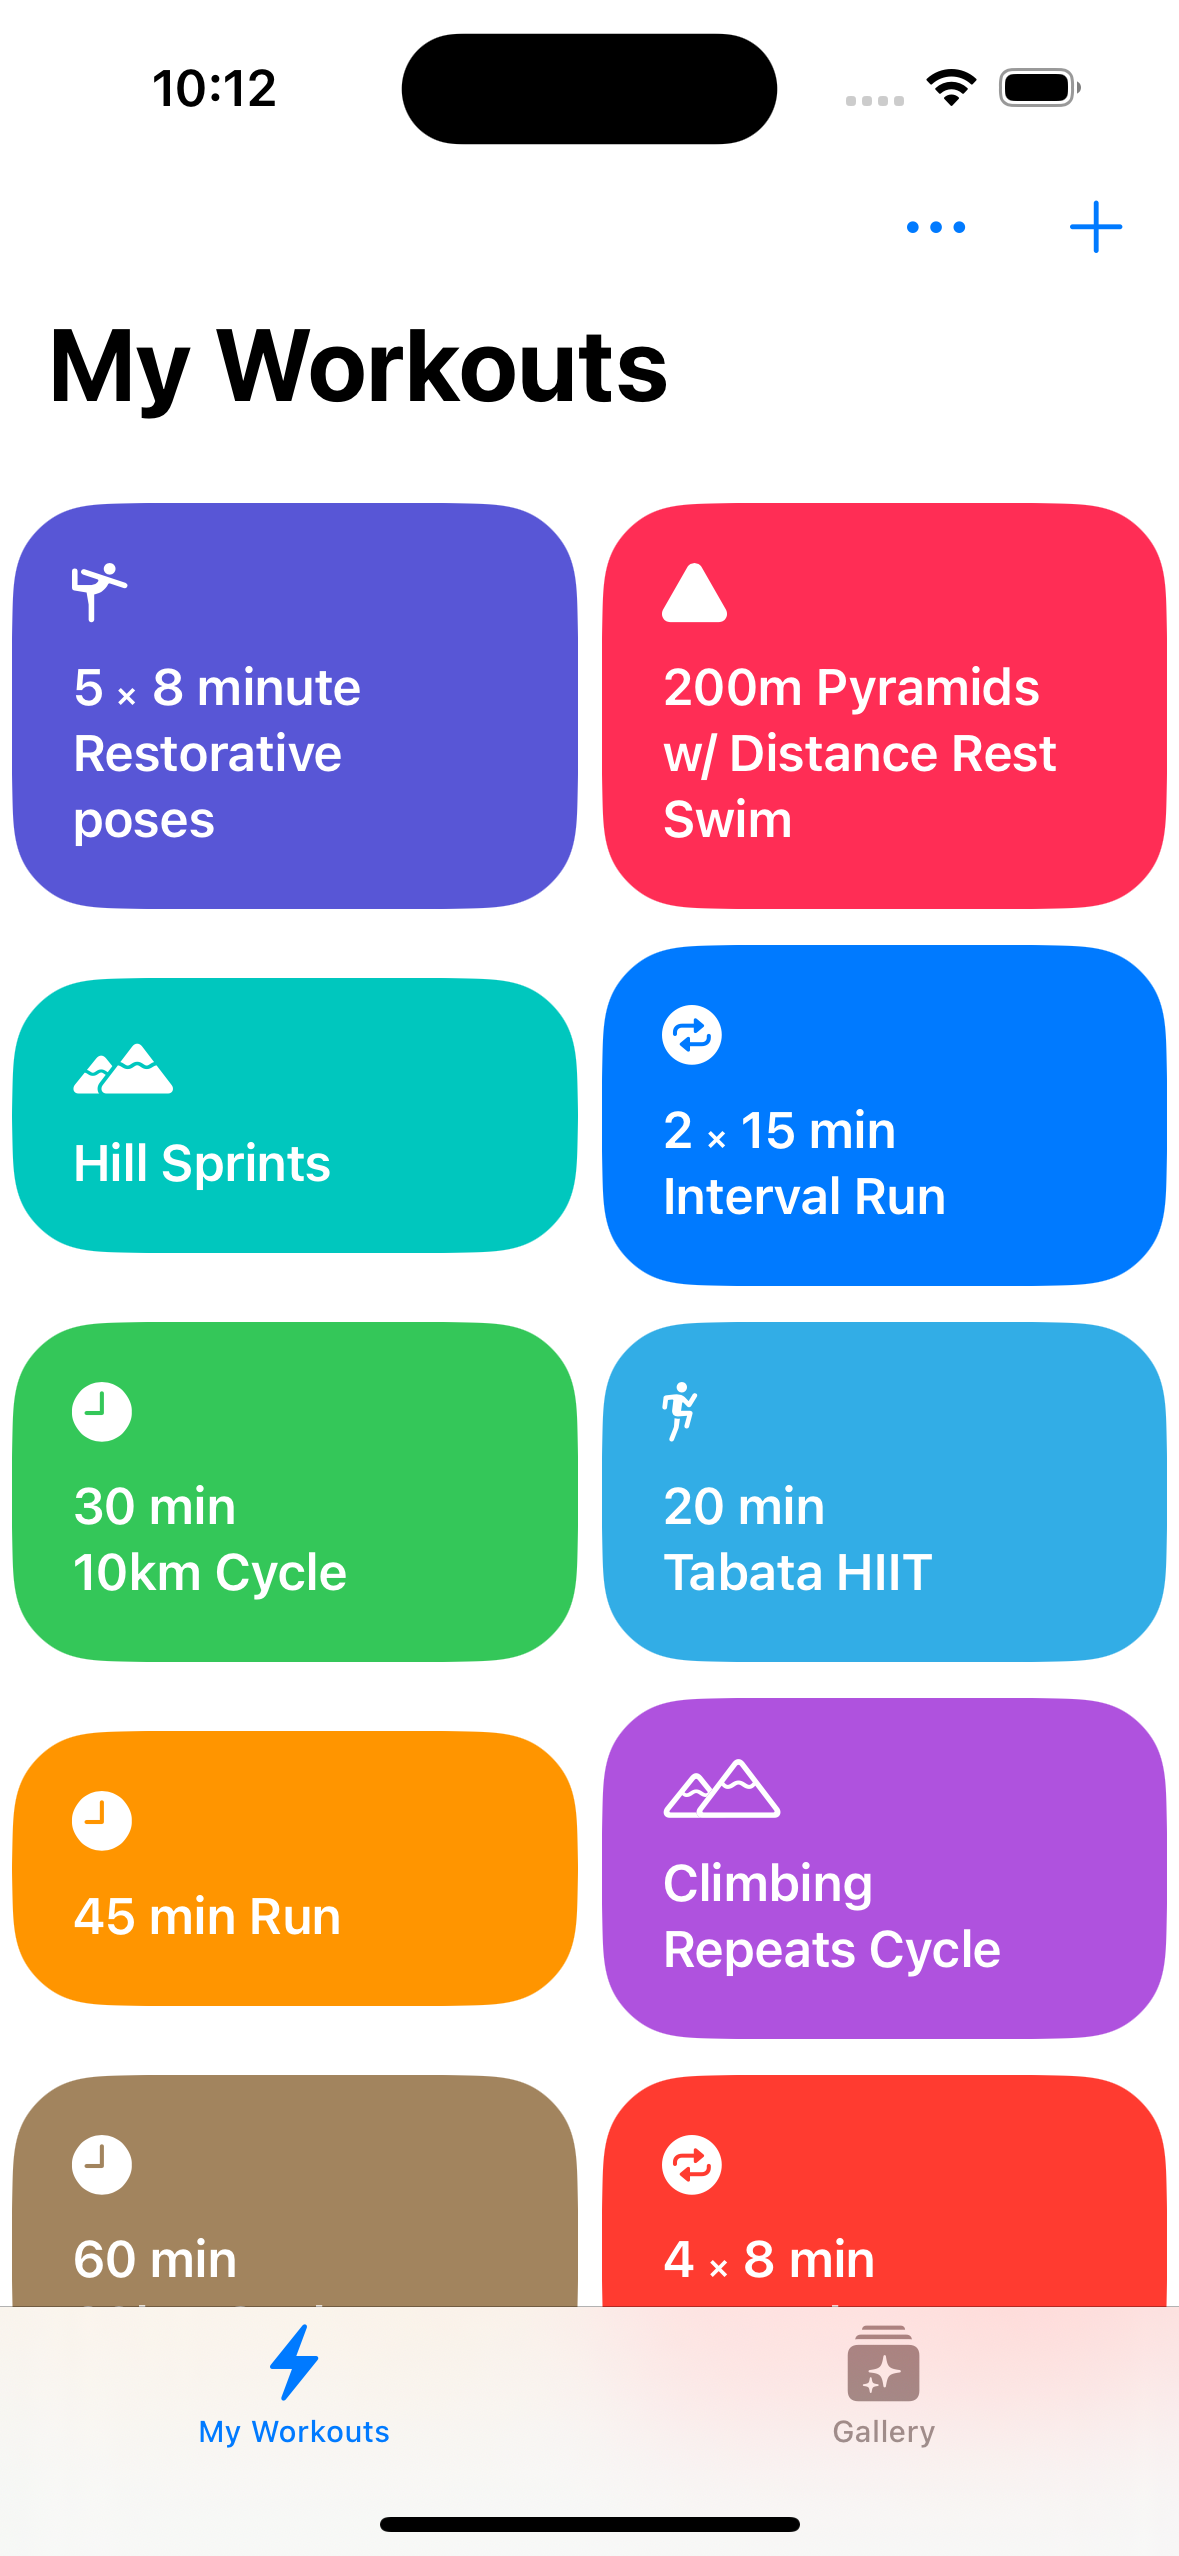 10:12
My Workouts
5 × 8 minute
Restorative
poses
200m Pyramids
w/ Distance Rest
Swim
Hill Sprints
2 × 15 min
Interval Run
30 min
10km Cycle
20 min
Tabata HIIT
45 min Run
Climbing
Repeats Cycle
60 min
4 × 8 min
My Workouts
Gallery